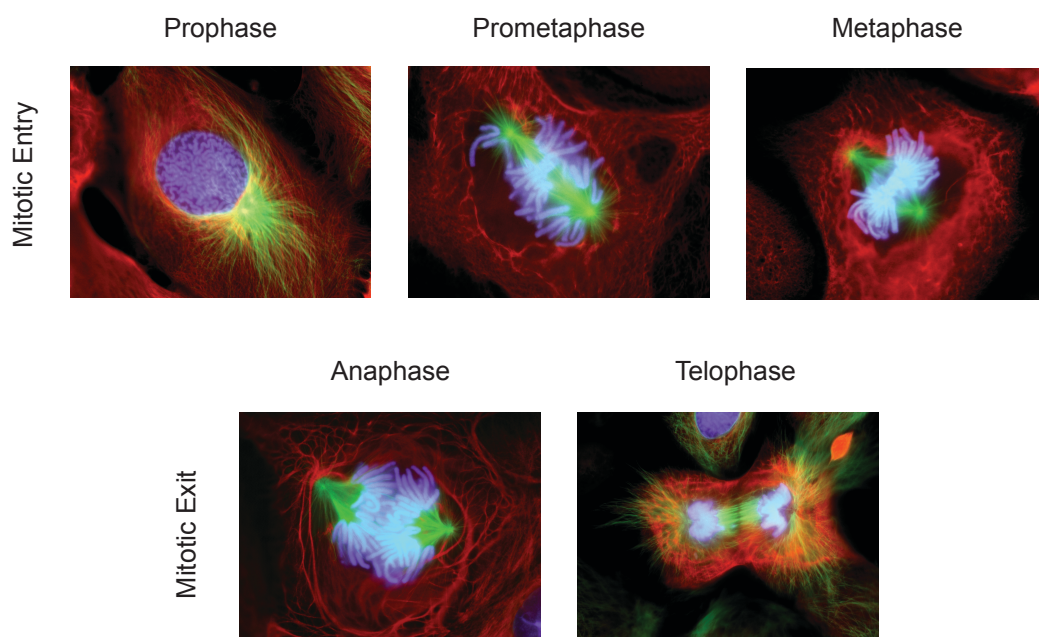 Prophase
Prometaphase
Metaphase
Mitotic Entry
Anaphase
Telophase
Mitotic Exit